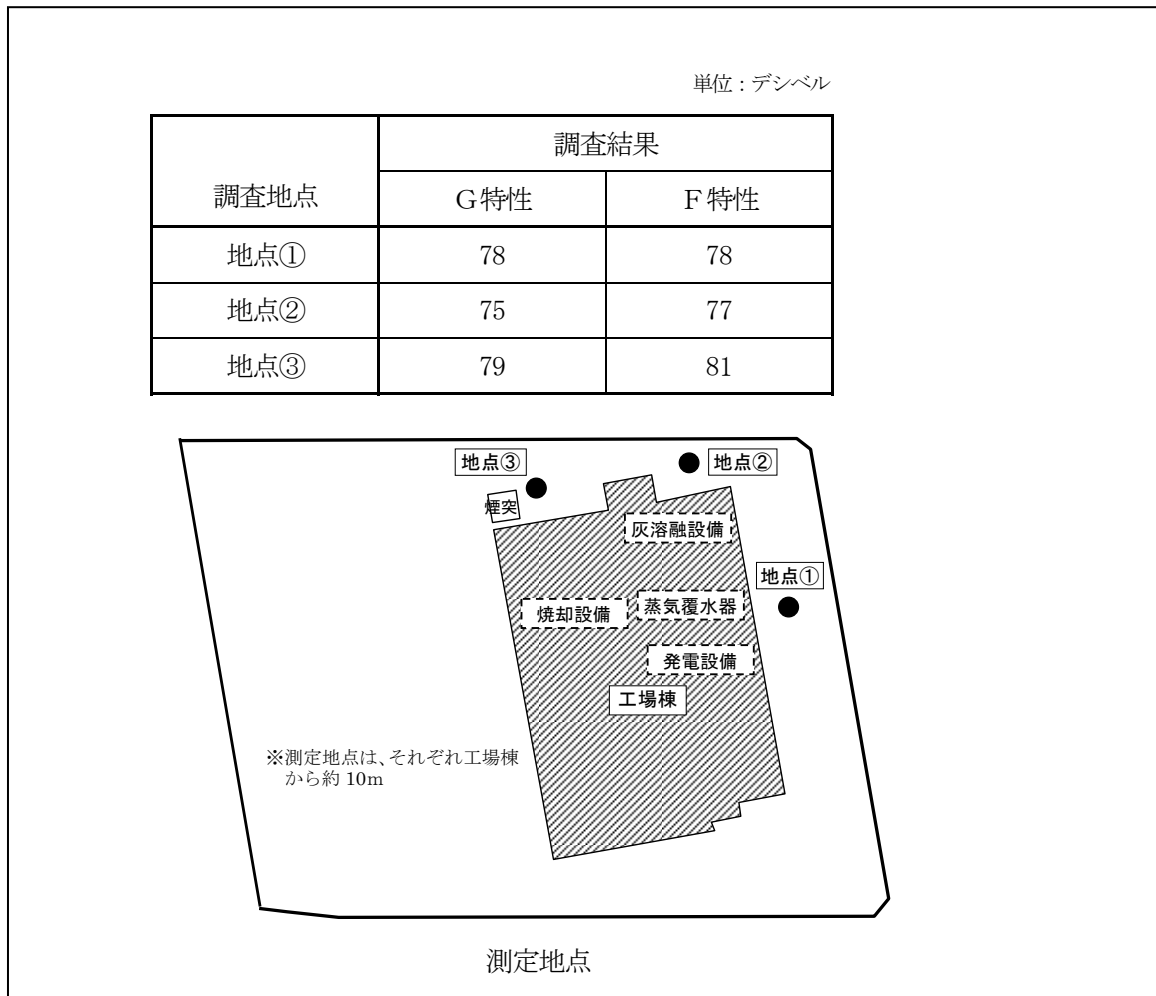 単位：デシベル
調査地点
調査結果
G特性
F特性
地点① 78 78
地点② 75 77
地点③ 79 81
地点③
地点②
煙突
灰溶融設備
地点①
焼却設備
蒸気覆水器
発電設備
工場棟
※測定地点は、それぞれ工場棟
から約 10m
測定地点